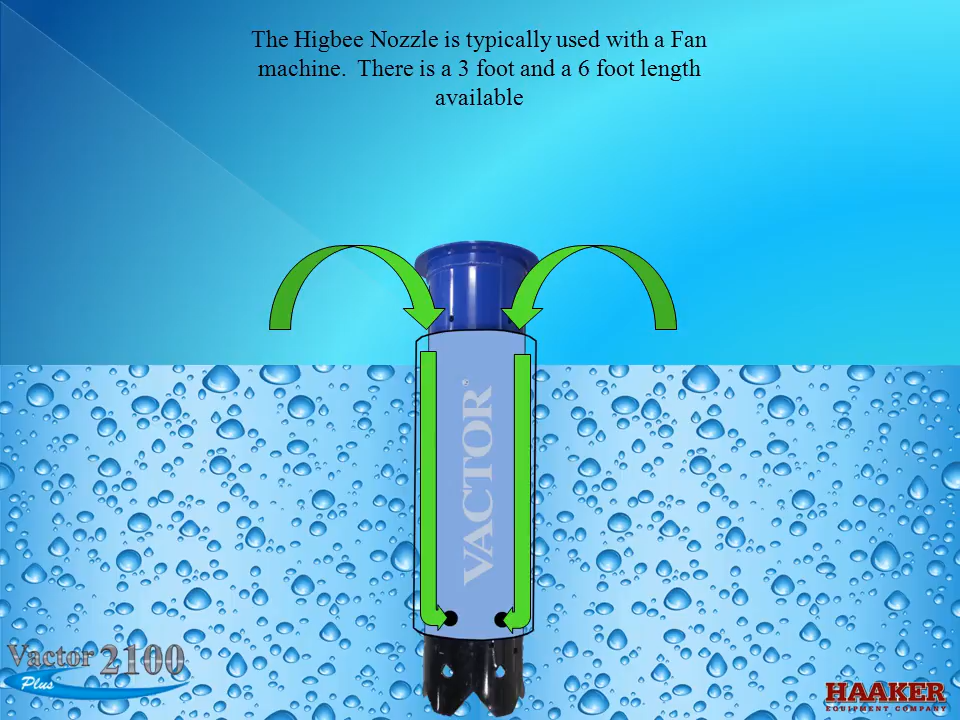 The Higbee Nozzle is typically used with a Fan
machine.  There is a 3 foot and a 6 foot length
available
VACTOR
Vactor 2100
Plus
HAAKER
EQUIPMENT COMPANY